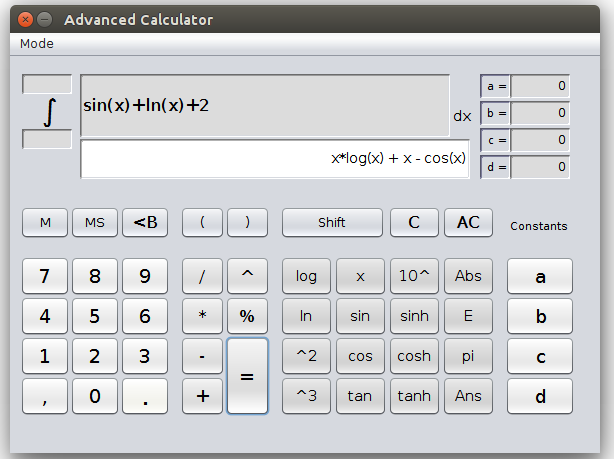 Advanced Calculator
Mode
∫
sin(x)+ln(x)+2
dx
x*log(x) + x - cos(x)
a = 0
b = 0
c = 0
d = 0
M MS <B ( ) Shift C AC Constants
7 8 9 / ^ log x 10^ Abs a
4 5 6 * % ln sin sinh E b
1 2 3 - = ^2 cos cosh pi c
, 0 . + ^3 tan tanh Ans d